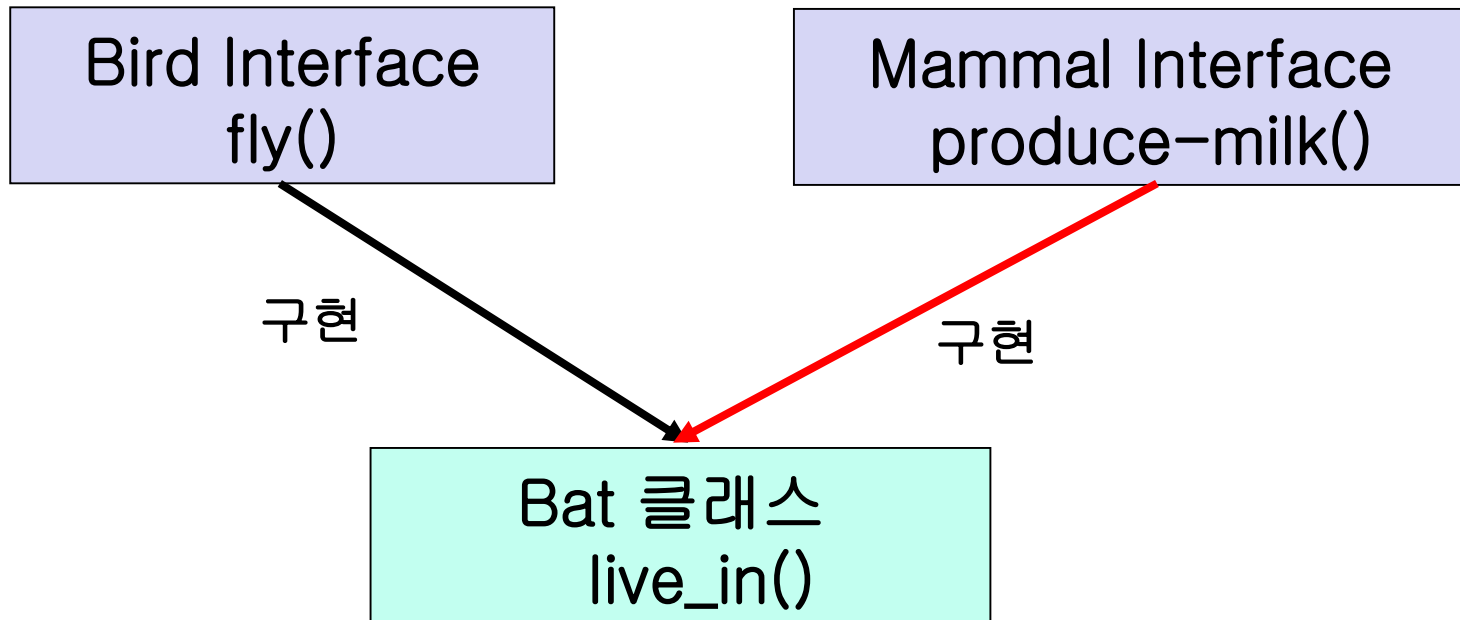 Bird Interface
fly()
Mammal Interface
produce-milk()
구현
구현
Bat 클래스
live_in()